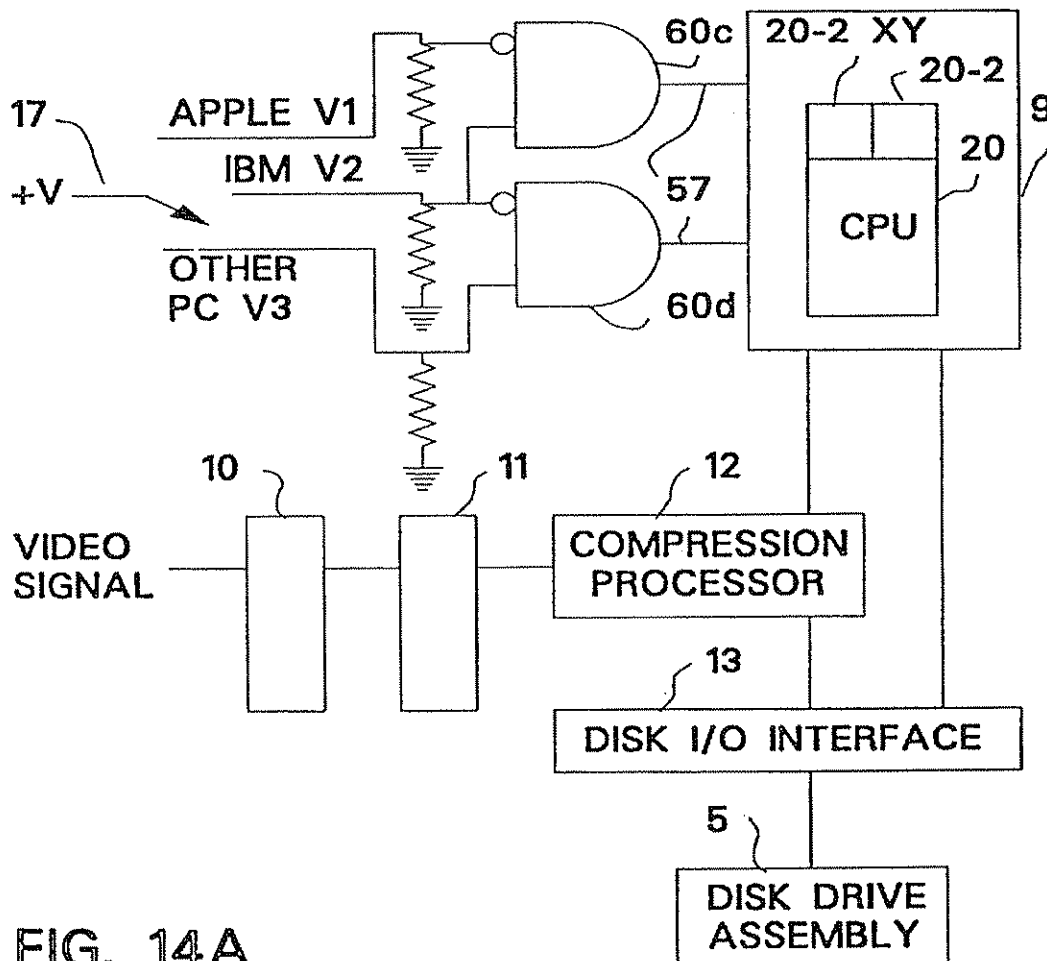 60c
20-2 XY
20-2
9
17
APPLE V1
20
IBM V2
+V
57
CPU
OTHER
PC V3
60d
10
11
12
VIDEO
SIGNAL
COMPRESSION
PROCESSOR
13
DISK I/O INTERFACE
5
DISK DRIVE
ASSEMBLY
FIG. 14A